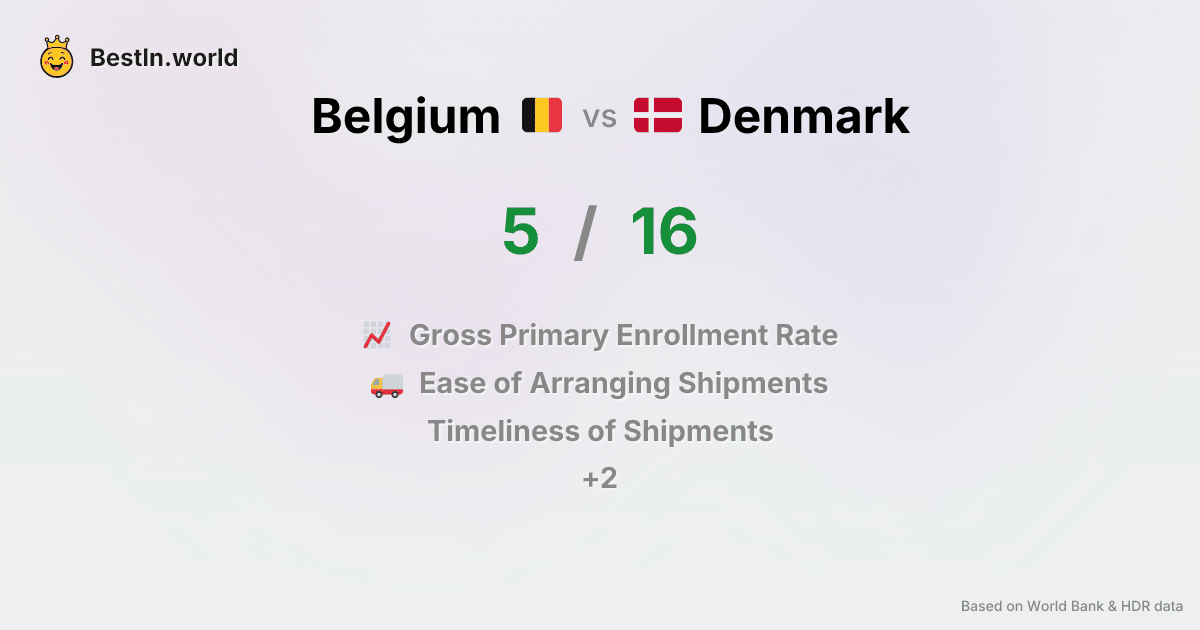 BestIn.world
Belgium vs Denmark
5 / 16
Gross Primary Enrollment Rate
Ease of Arranging Shipments
Timeliness of Shipments
+2
Based on World Bank & HDR data